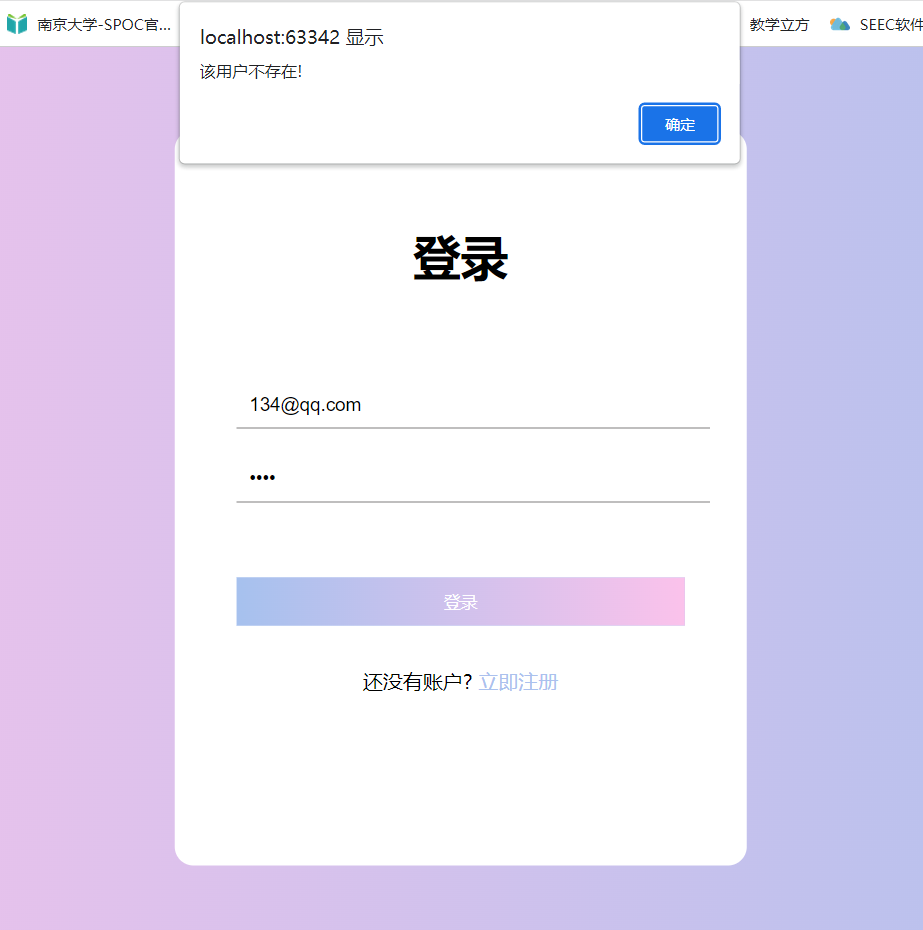 南京大学-SPOC官...
教学立方
SEEC软件
localhost:63342 显示
该用户不存在!
确定
登录
134@qq.com
••••
登录
还没有账户? 立即注册